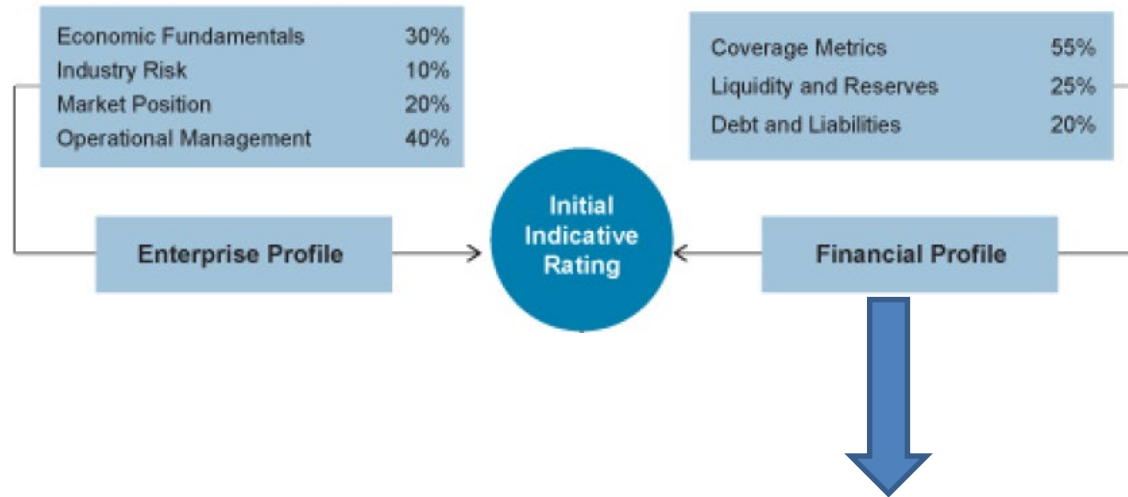 Economic Fundamentals 30%
Industry Risk 10%
Market Position 20%
Operational Management 40%
Coverage Metrics 55%
Liquidity and Reserves 25%
Debt and Liabilities 20%
Enterprise Profile
Initial
Indicative
Rating
Financial Profile